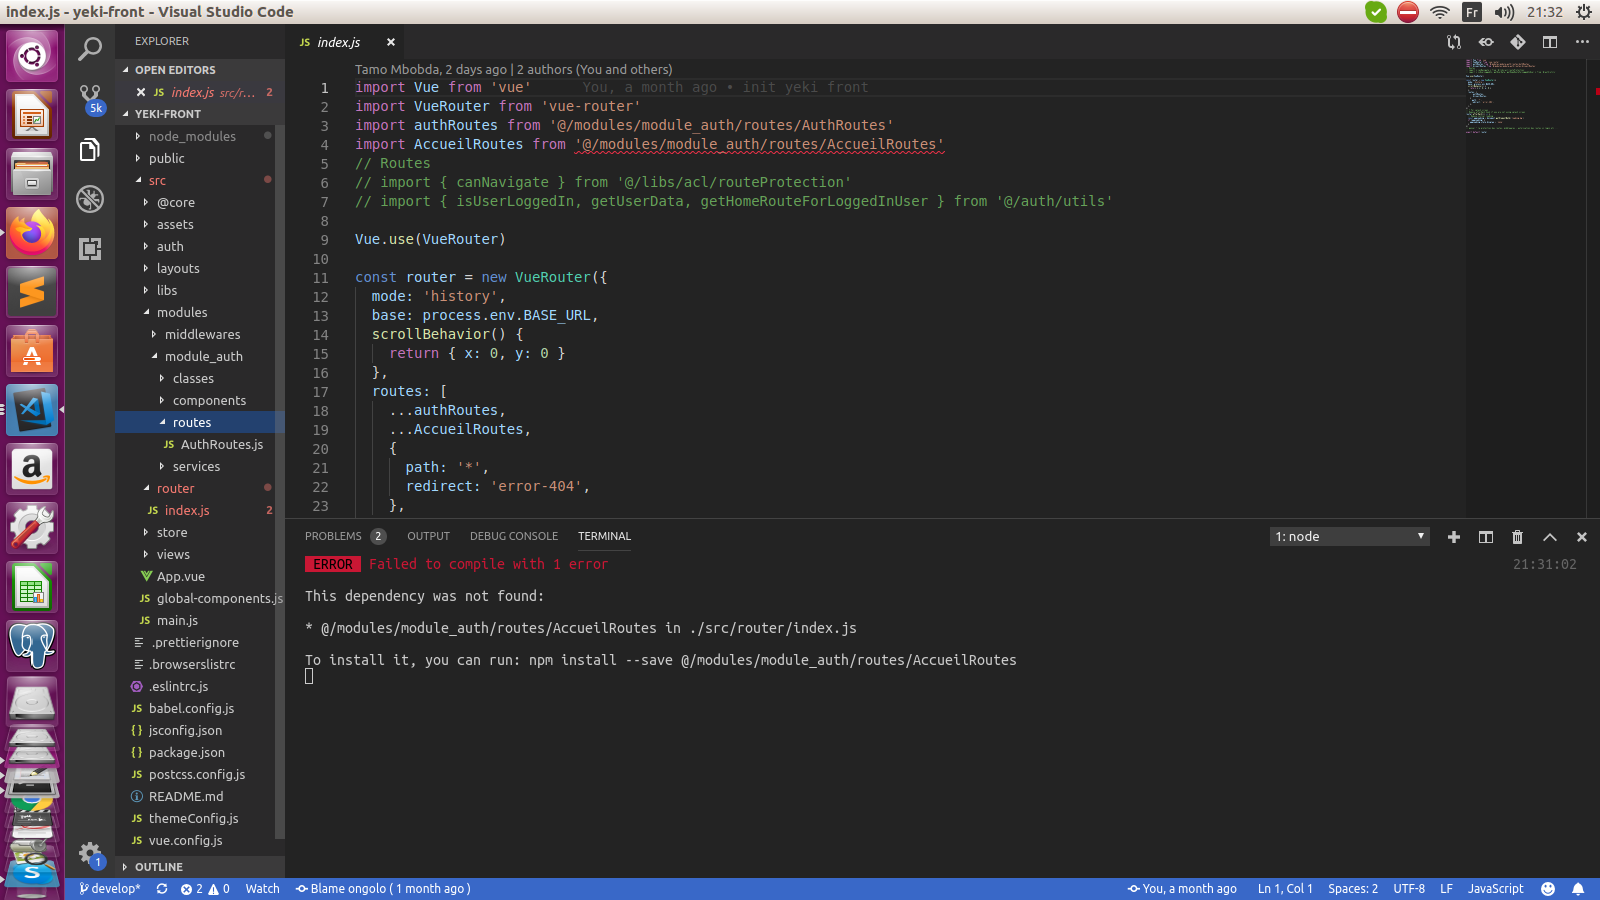 index.js - yeki-front - Visual Studio Code
Fr
21:32
EXPLORER
OPEN EDITORS
JS index.js src/r... 2
YEKI-FRONT
node_modules
public
src
@core
assets
auth
layouts
libs
modules
middlewares
module_auth
classes
components
routes
JS AuthRoutes.js
services
router
JS index.js 2
store
views
App.vue
JS global-components.js
JS main.js
.prettierignore
.browserslistrc
.eslintrc.js
JS babel.config.js
{} jsconfig.json
{} package.json
JS postcss.config.js
README.md
JS themeConfig.js
JS vue.config.js
OUTLINE
5k
1
JS index.js
Tamo Mbobda, 2 days ago | 2 authors (You and others)
1 import Vue from 'vue' You, a month ago • init yeki front
2 import VueRouter from 'vue-router'
3 import authRoutes from '@/modules/module_auth/routes/AuthRoutes'
4 import AccueilRoutes from '@/modules/module_auth/routes/AccueilRoutes'
5 // Routes
6 // import { canNavigate } from '@/libs/acl/routeProtection'
7 // import { isUserLoggedIn, getUserData, getHomeRouteForLoggedInUser } from '@/auth/utils'
8
9 Vue.use(VueRouter)
10
11 const router = new VueRouter({
12 mode: 'history',
13 base: process.env.BASE_URL,
14 scrollBehavior() {
15 return { x: 0, y: 0 }
16 },
17 routes: [
18 ...authRoutes,
19 ...AccueilRoutes,
20 {
21 path: '*',
22 redirect: 'error-404',
23 },
PROBLEMS 2 OUTPUT DEBUG CONSOLE TERMINAL
1: node
ERROR Failed to compile with 1 error 21:31:02
This dependency was not found:
* @/modules/module_auth/routes/AccueilRoutes in ./src/router/index.js
To install it, you can run: npm install --save @/modules/module_auth/routes/AccueilRoutes
develop* 2 0 Watch Blame ongolo ( 1 month ago ) You, a month ago Ln 1, Col 1 Spaces: 2 UTF-8 LF JavaScript